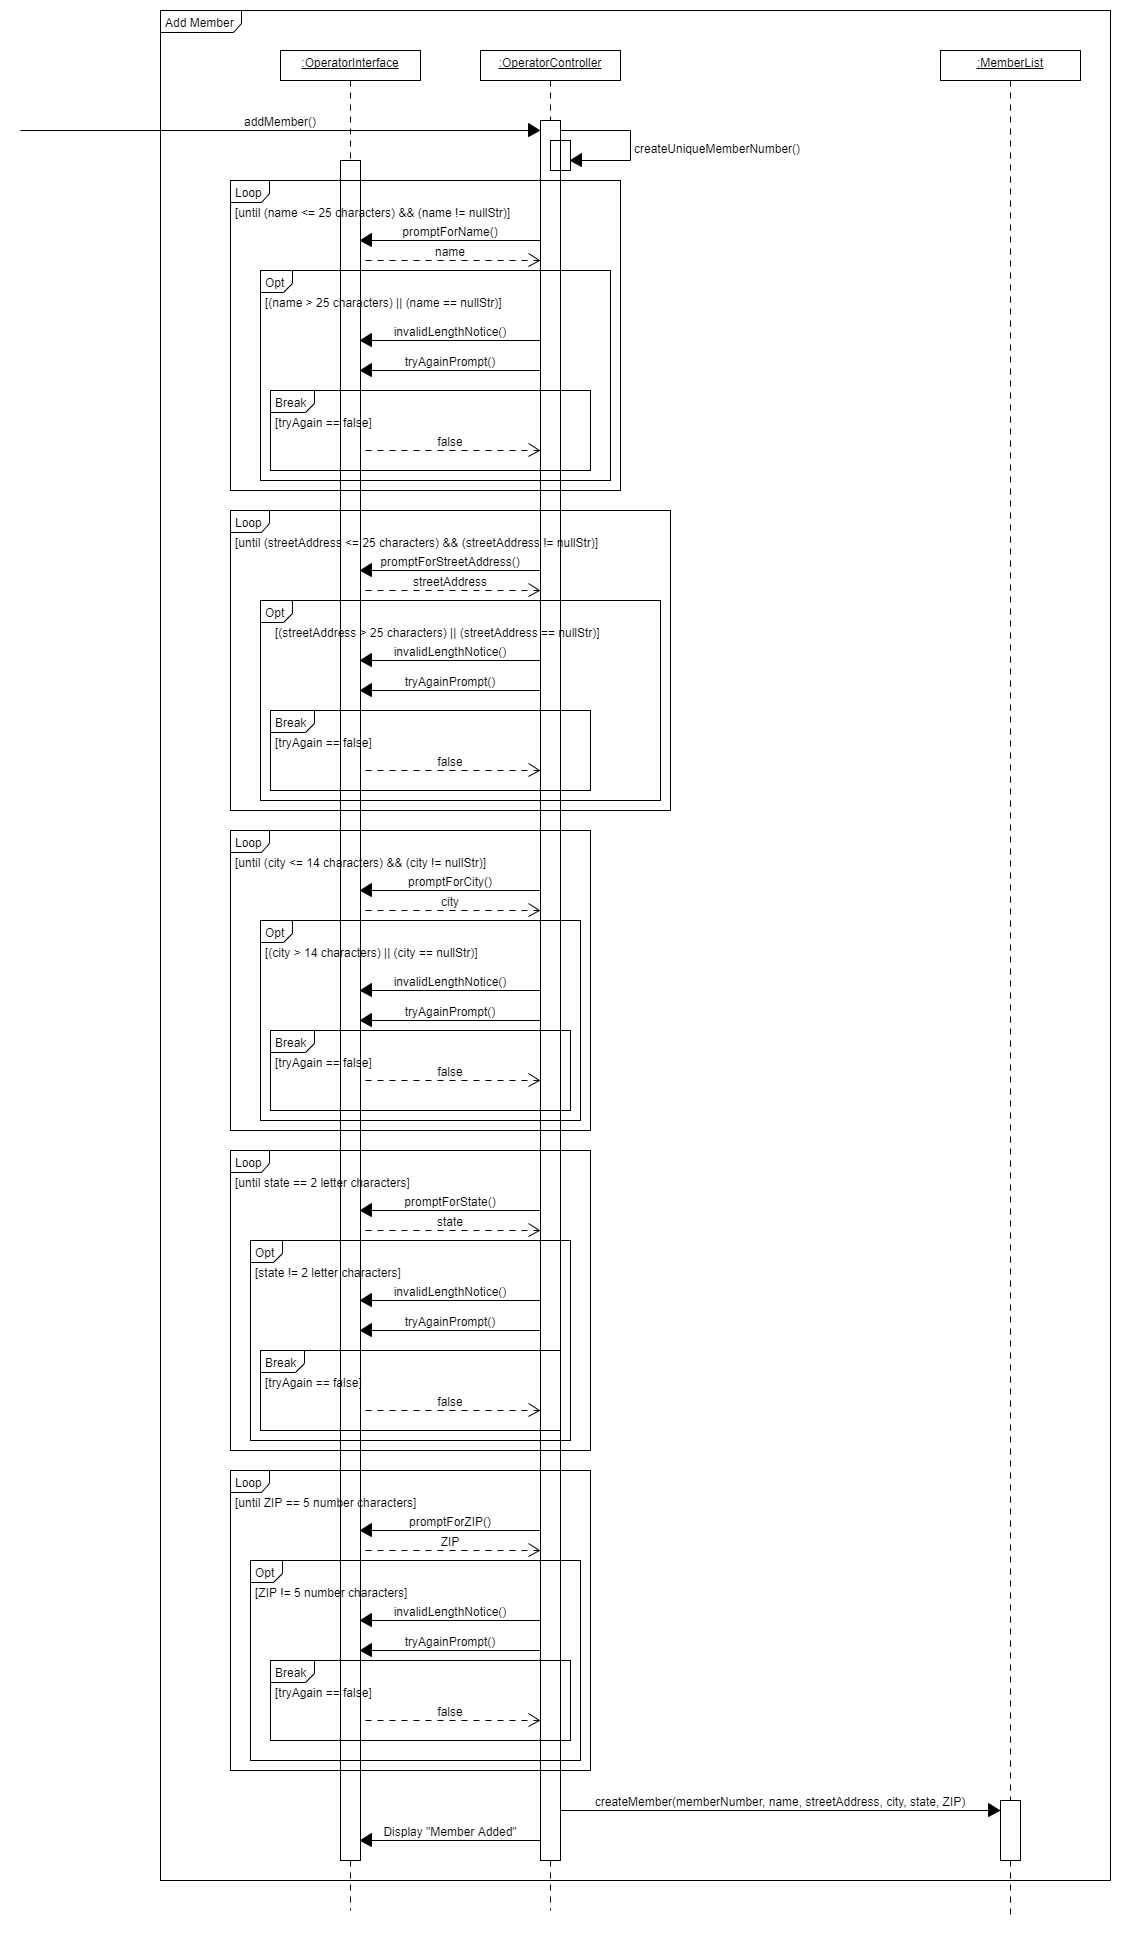 Add Member
:OperatorInterface
:OperatorController
:MemberList
addMember()
createUniqueMemberNumber()
Loop
[until (name <= 25 characters) && (name != nullStr)]
promptForName()
name
Opt
[(name > 25 characters) || (name == nullStr)]
invalidLengthNotice()
tryAgainPrompt()
Break
[tryAgain == false]
false
Loop
[until (streetAddress <= 25 characters) && (streetAddress != nullStr)]
promptForStreetAddress()
streetAddress
Opt
[(streetAddress > 25 characters) || (streetAddress == nullStr)]
invalidLengthNotice()
tryAgainPrompt()
Break
[tryAgain == false]
false
Loop
[until (city <= 14 characters) && (city != nullStr)]
promptForCity()
city
Opt
[(city > 14 characters) || (city == nullStr)]
invalidLengthNotice()
tryAgainPrompt()
Break
[tryAgain == false]
false
Loop
[until state == 2 letter characters]
promptForState()
state
Opt
[state != 2 letter characters]
invalidLengthNotice()
tryAgainPrompt()
Break
[tryAgain == false]
false
Loop
[until ZIP == 5 number characters]
promptForZIP()
ZIP
Opt
[ZIP != 5 number characters]
invalidLengthNotice()
tryAgainPrompt()
Break
[tryAgain == false]
false
createMember(memberNumber, name, streetAddress, city, state, ZIP)
Display "Member Added"